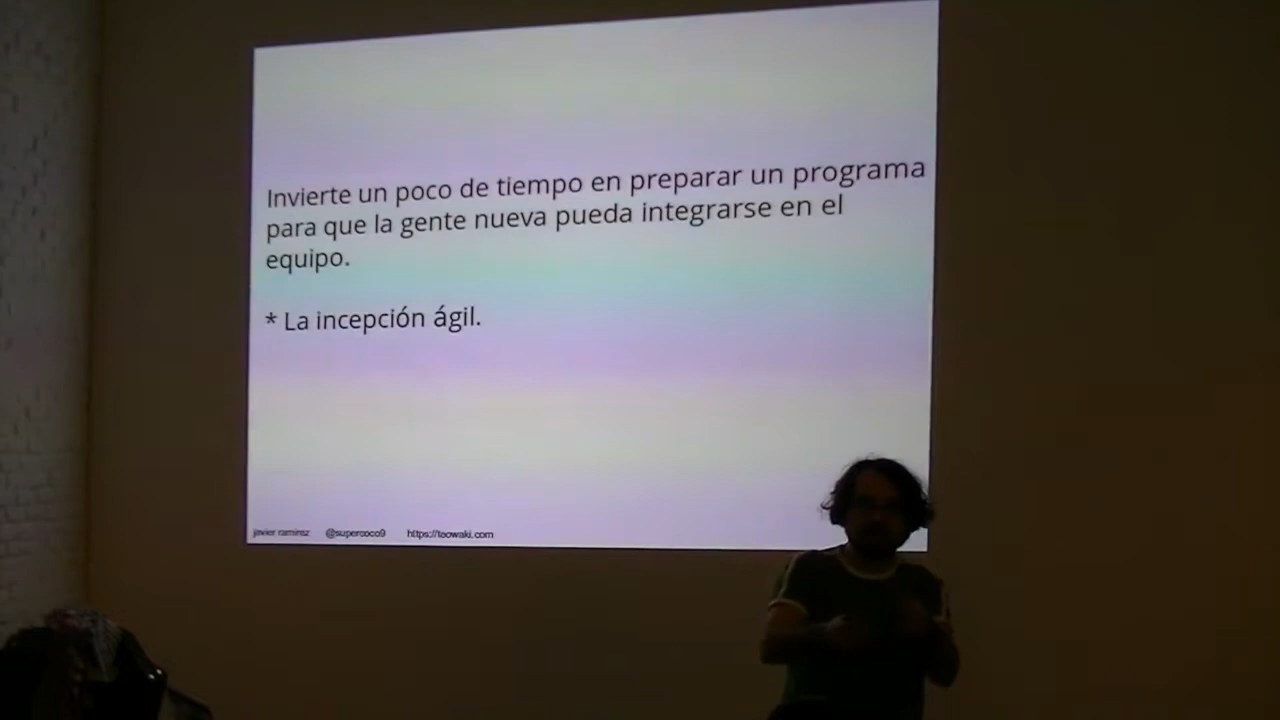 Invierte un poco de tiempo en preparar un programa
para que la gente nueva pueda integrarse en el
equipo.
* La incepción ágil.
javier ramirez @supercoco9 https://teowaki.com